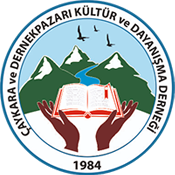 ÇAYKARA ve DERNEKPAZARI KÜLTÜR ve DAYANIŞMA DERNEĞİ
1984